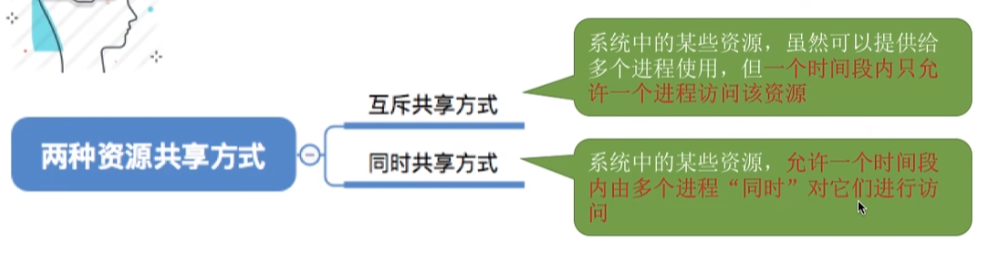 系统中的某些资源，虽然可以提供给
多个进程使用，但一个时间段内只允
许一个进程访问该资源
互斥共享方式
两种资源共享方式
同时共享方式
系统中的某些资源，允许一个时间段
内由多个进程“同时”对它们进行访
问